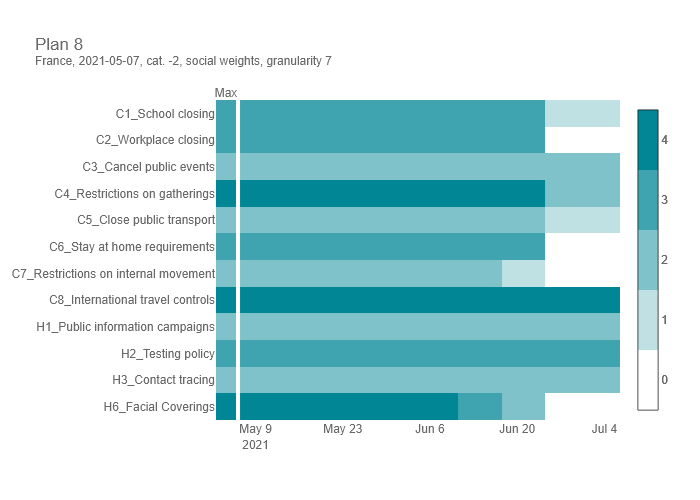 Plan 8
France, 2021-05-07, cat. -2, social weights, granularity 7
Max
C1_School closing
C2_Workplace closing
C3_Cancel public events
C4_Restrictions on gatherings
C5_Close public transport
C6_Stay at home requirements
C7_Restrictions on internal movement
C8_International travel controls
H1_Public information campaigns
H2_Testing policy
H3_Contact tracing
H6_Facial Coverings
May 9 May 23 Jun 6 Jun 20 Jul 4
2021
4
3
2
1
0